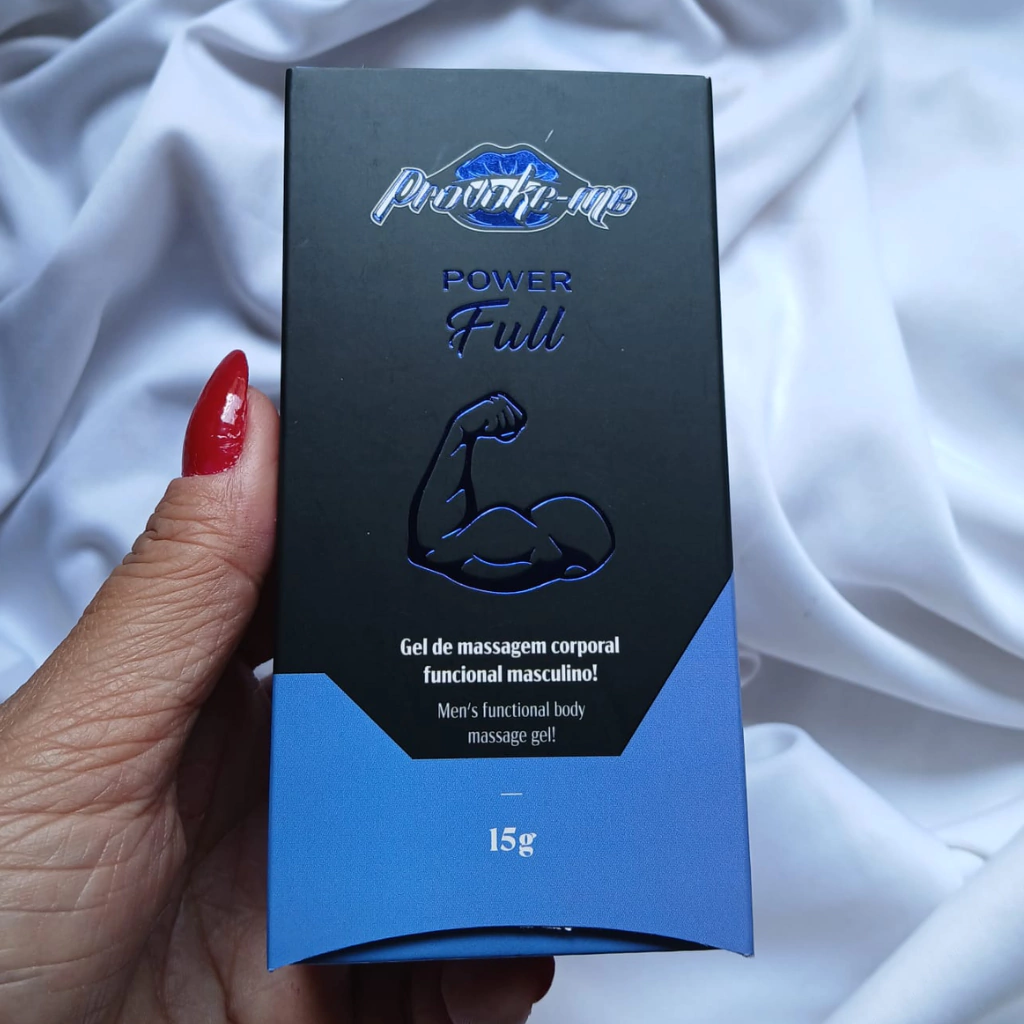 Provoke-me
POWER
Full
Gel de massagem corporal
funcional masculino!
Men's functional body
massage gel!
15g